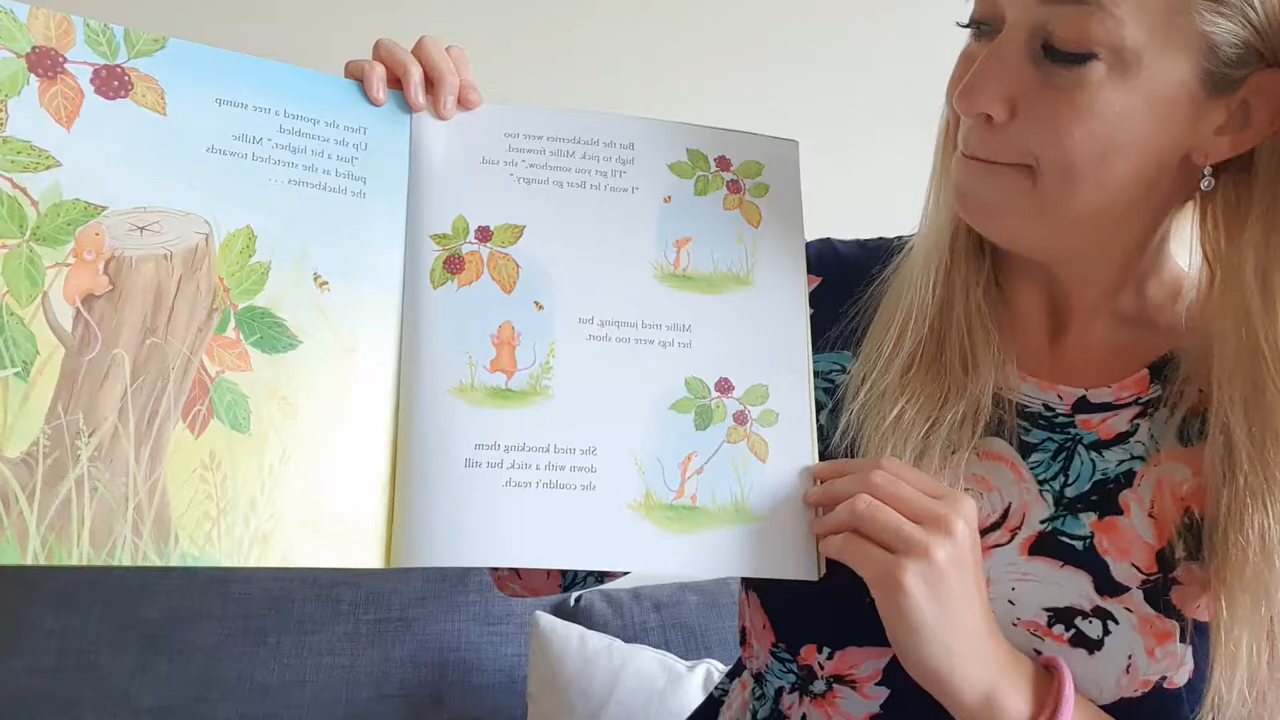 But the blackberries were too
high to pick. Millie frowned.
"I'll get you somehow," she said.
"I won't let Bear go hungry."
Millie tried jumping, but
her legs were too short.
She tried knocking them
down with a stick, but still
she couldn't reach.
Then she spotted a tree stump.
Up she scrambled.
"Just a bit higher," Millie
puffed as she stretched towards
the blackberries . . .